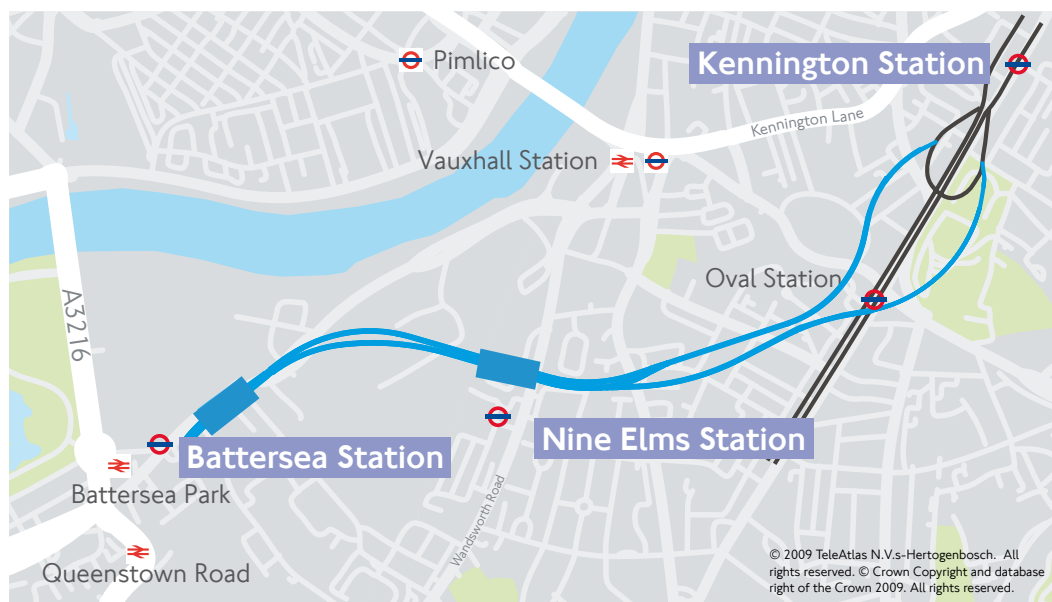 Pimlico
Kennington Station
Kennington Lane
Vauxhall Station
Oval Station
A3216
Nine Elms Station
Battersea Station
Battersea Park
Wandsworth Road
Queenstown Road
© 2009 TeleAtlas N.V.s-Hertogenbosch. All
rights reserved. © Crown Copyright and database
right of the Crown 2009. All rights reserved.